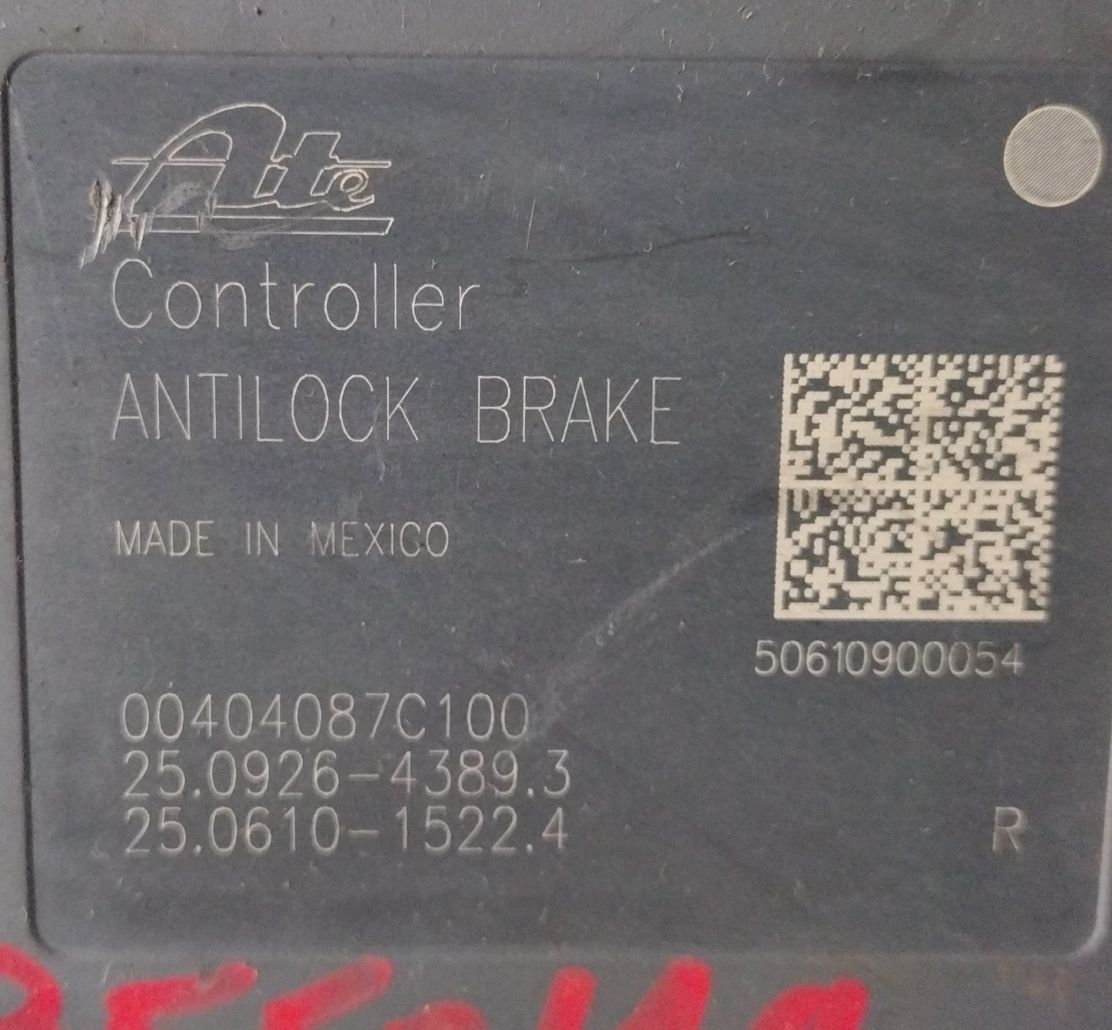 Ate
Controller
ANTILOCK BRAKE
MADE IN MEXICO
50610900054
00404087C100
25.0926-4389.3
25.0610-1522.4
R